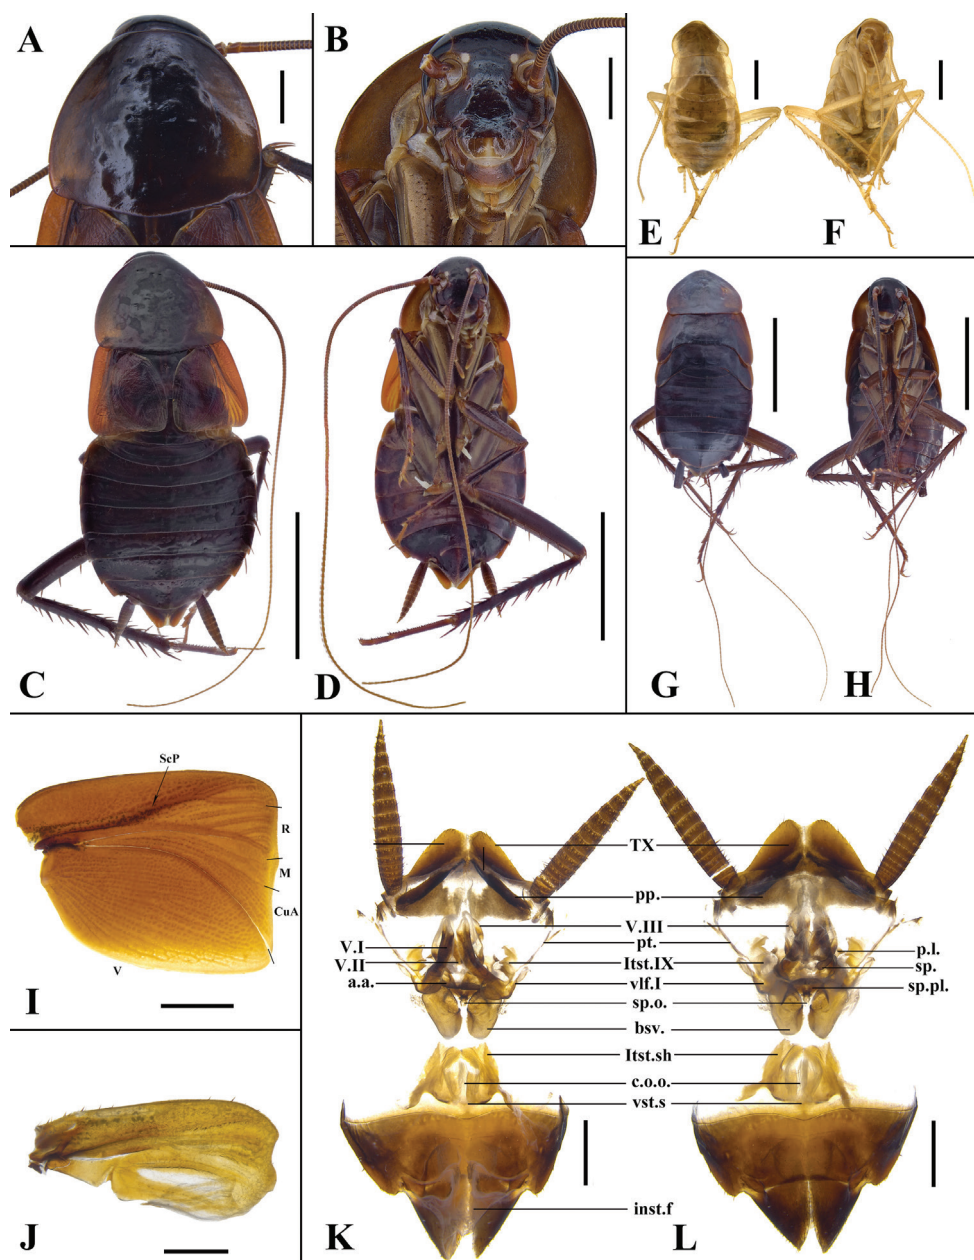 A
B
E
F
C
D
G
H
ScP
R
M
CuA
V
I
J
TX
pp.
V.III
pt.
V.I
V.II
Itst.IX
p.l.
sp.
a.a.
vlf.I
sp.pl.
sp.o.
bsv.
Itst.sh
c.o.o.
vst.s
inst.f
K
L